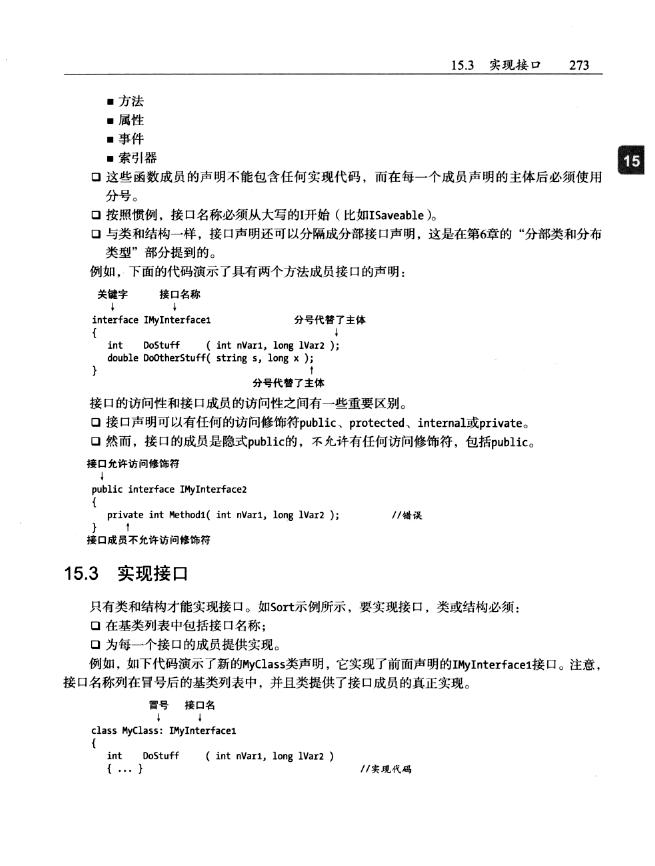 15.3 实现接口 273
■ 方法
■ 属性
■ 事件
■ 索引器
15
❑ 这些函数成员的声明不能包含任何实现代码，而在每一个成员声明的主体后必须使用
分号。
❑ 按照惯例，接口名称必须从大写的I开始（比如ISaveable）。
❑ 与类和结构一样，接口声明还可以分隔成分部接口声明，这是在第6章的“分部类和分布
类型”部分提到的。
例如，下面的代码演示了具有两个方法成员接口的声明：
关键字 接口名称
↓ ↓
interface IMyInterface1 分号代替了主体
{ ↓
int DoStuff ( int nVar1, long lVar2 );
double DoOtherStuff( string s, long x );
} ↑
分号代替了主体
接口的访问性和接口成员的访问性之间有一些重要区别。
❑ 接口声明可以有任何的访问修饰符public、protected、internal或private。
❑ 然而，接口的成员是隐式public的，不允许有任何访问修饰符，包括public。
接口允许访问修饰符
↓
public interface IMyInterface2
{
private int Method1( int nVar1, long lVar2 ); //错误
} ↑
接口成员不允许访问修饰符
15.3 实现接口
只有类和结构才能实现接口。如Sort示例所示，要实现接口，类或结构必须：
❑ 在基类列表中包括接口名称；
❑ 为每一个接口的成员提供实现。
例如，如下代码演示了新的MyClass类声明，它实现了前面声明的IMyInterface1接口。注意，
接口名称列在冒号后的基类列表中，并且类提供了接口成员的真正实现。
冒号 接口名
↓ ↓
class MyClass: IMyInterface1
{
int DoStuff ( int nVar1, long lVar2 )
{ ... } //实现代码